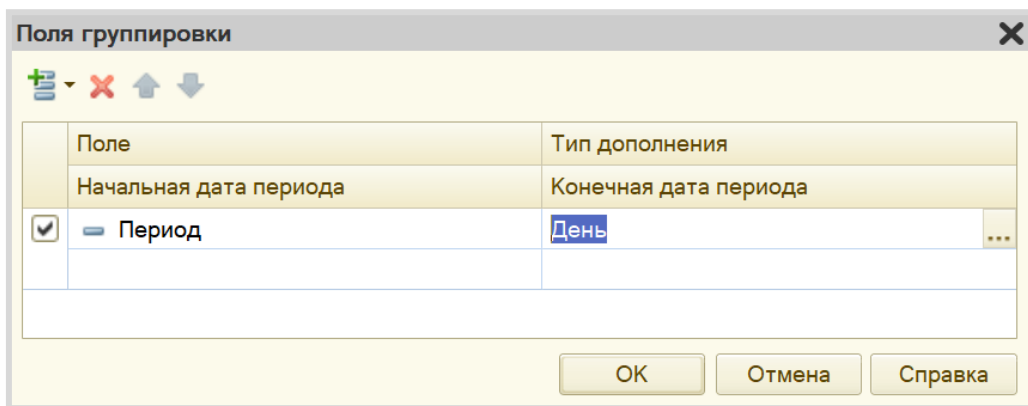 Поля группировки
Поле Тип дополнения
Начальная дата периода Конечная дата периода
Период День ...
OK Отмена Справка